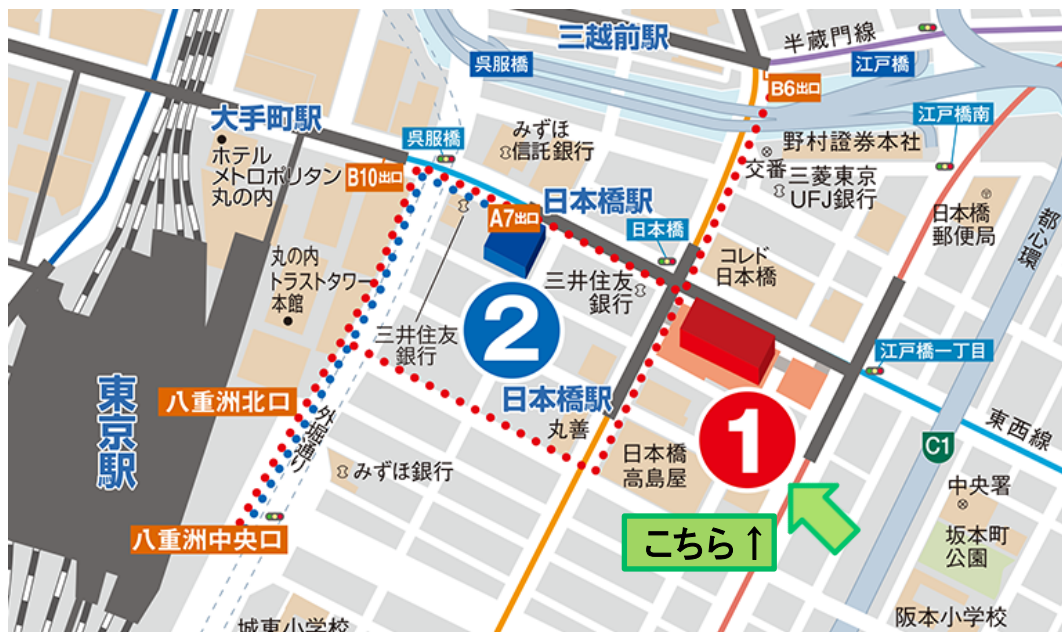 三越前駅
半蔵門線
呉服橋
江戸橋
B6出口
大手町駅
呉服橋
みずほ
信託銀行
江戸橋南
野村證券本社
ホテル
メトロポリタン
丸の内
B10出口
交番
三菱東京
UFJ銀行
日本橋駅
A7出口
日本橋
日本橋
郵便局
都心環
コレド
日本橋
丸の内
トラストタワー
本館
三井住友
銀行
三井住友
銀行
2
江戸橋一丁目
東京駅
八重洲北口
日本橋駅
丸善
1
東西線
C1
外堀通り
みずほ銀行
日本橋
高島屋
中央署
八重洲中央口
こちら↑
坂本町
公園
城東小学校
阪本小学校